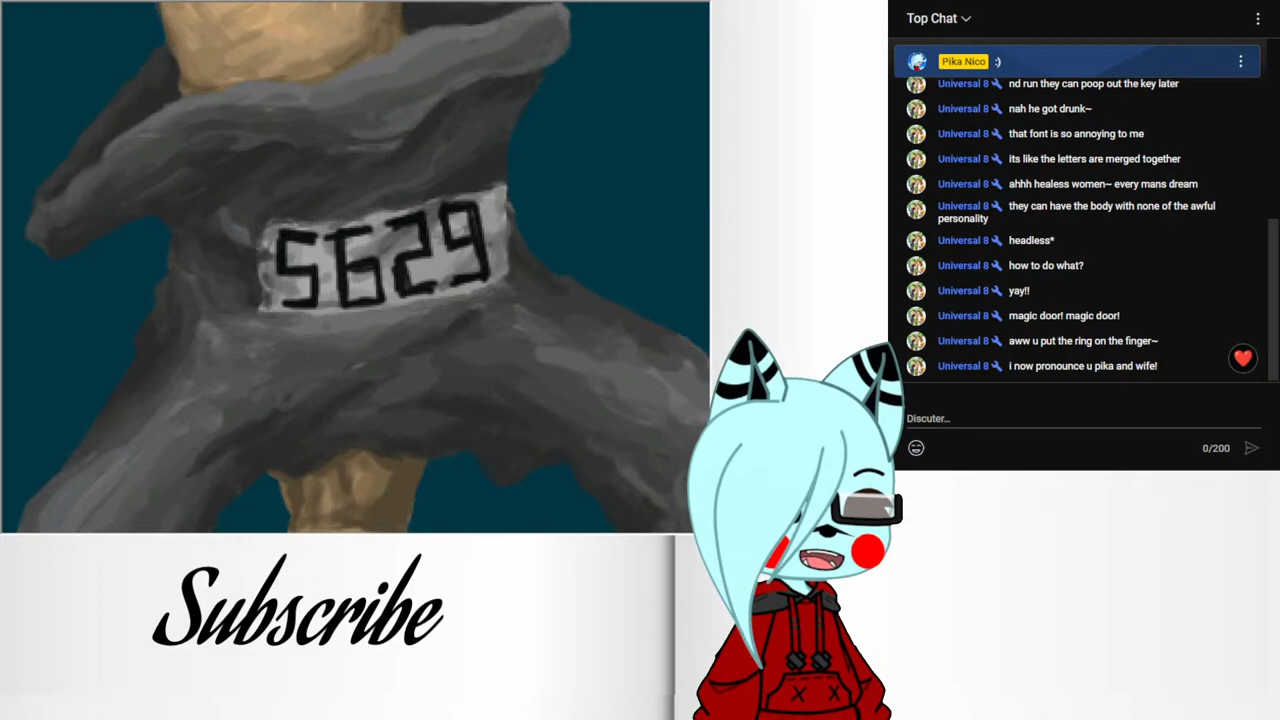 5629
Subscribe
Top Chat
Pika Nico :)
Universal 8 nd run they can poop out the key later
Universal 8 nah he got drunk~
Universal 8 that font is so annoying to me
Universal 8 its like the letters are merged together
Universal 8 ahhh healess women~ every mans dream
Universal 8 they can have the body with none of the awful
personality
Universal 8 headless*
Universal 8 how to do what?
Universal 8 yay!!
Universal 8 magic door! magic door!
Universal 8 aww u put the ring on the finger~
Universal 8 i now pronounce u pika and wife!
Discuter...
0/200